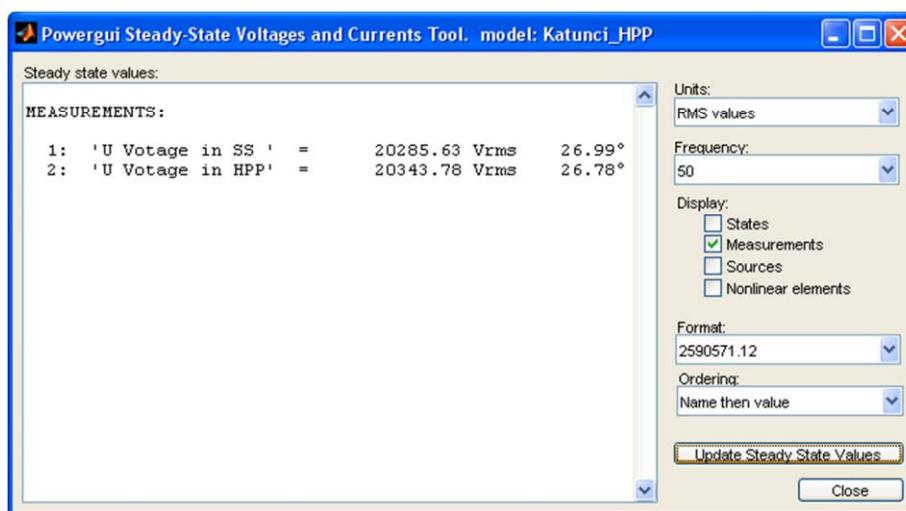 Powergui Steady-State Voltages and Currents Tool.  model: Katunci_HPP
Steady state values:
MEASUREMENTS:
1:  'U Votage in SS '  =  20285.63 Vrms  26.99°
2:  'U Votage in HPP'  =  20343.78 Vrms  26.78°
Units:
RMS values
Frequency:
50
Display:
States
Measurements
Sources
Nonlinear elements
Format:
2590571.12
Ordering:
Name then value
Update Steady State Values
Close